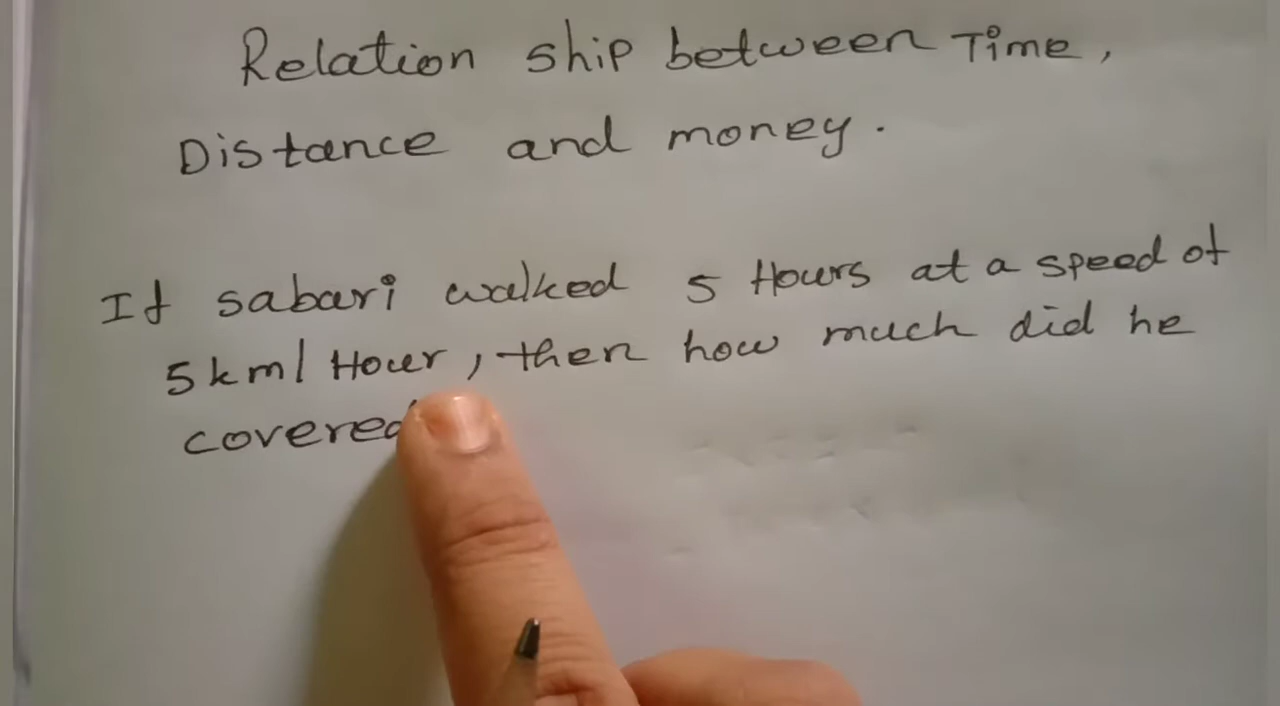 Relation ship between Time,
Distance and money.
If sabari walked 5 Hours at a speed of
5km/Hour, then how much did he
covered